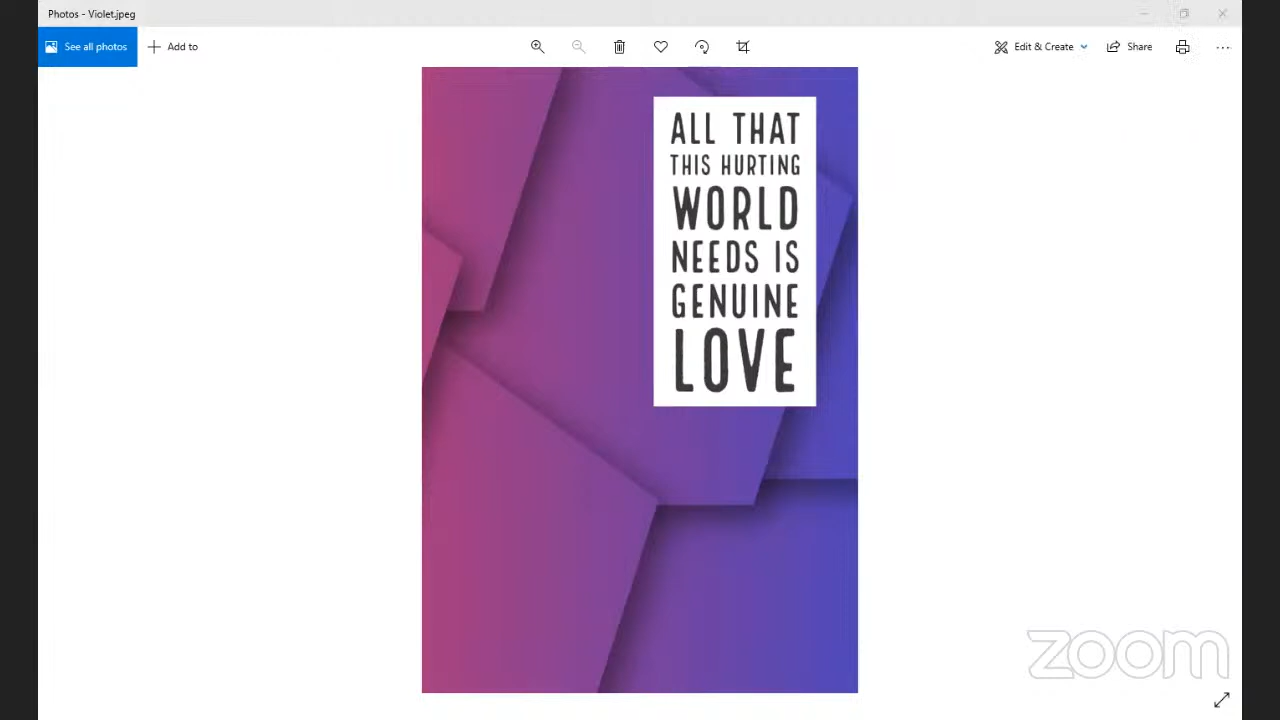 Photos - Violet.jpeg
See all photos
Add to
Edit & Create
Share
ALL THAT
THIS HURTING
WORLD
NEEDS IS
GENUINE
LOVE
zoom